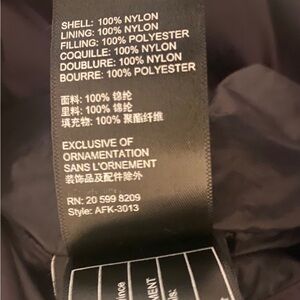 SHELL: 100% NYLON
LINING: 100% NYLON
FILLING: 100% POLYESTER
COQUILLE: 100% NYLON
DOUBLURE: 100% NYLON
BOURRE: 100% POLYESTER
面料: 100% 锦纶
里料: 100% 锦纶
填充物: 100% 聚酯纤维
EXCLUSIVE OF
ORNAMENTATION
SANS L'ORNEMENT
装饰品及配件除外
RN: 20 599 8209
Style: AFK-3013